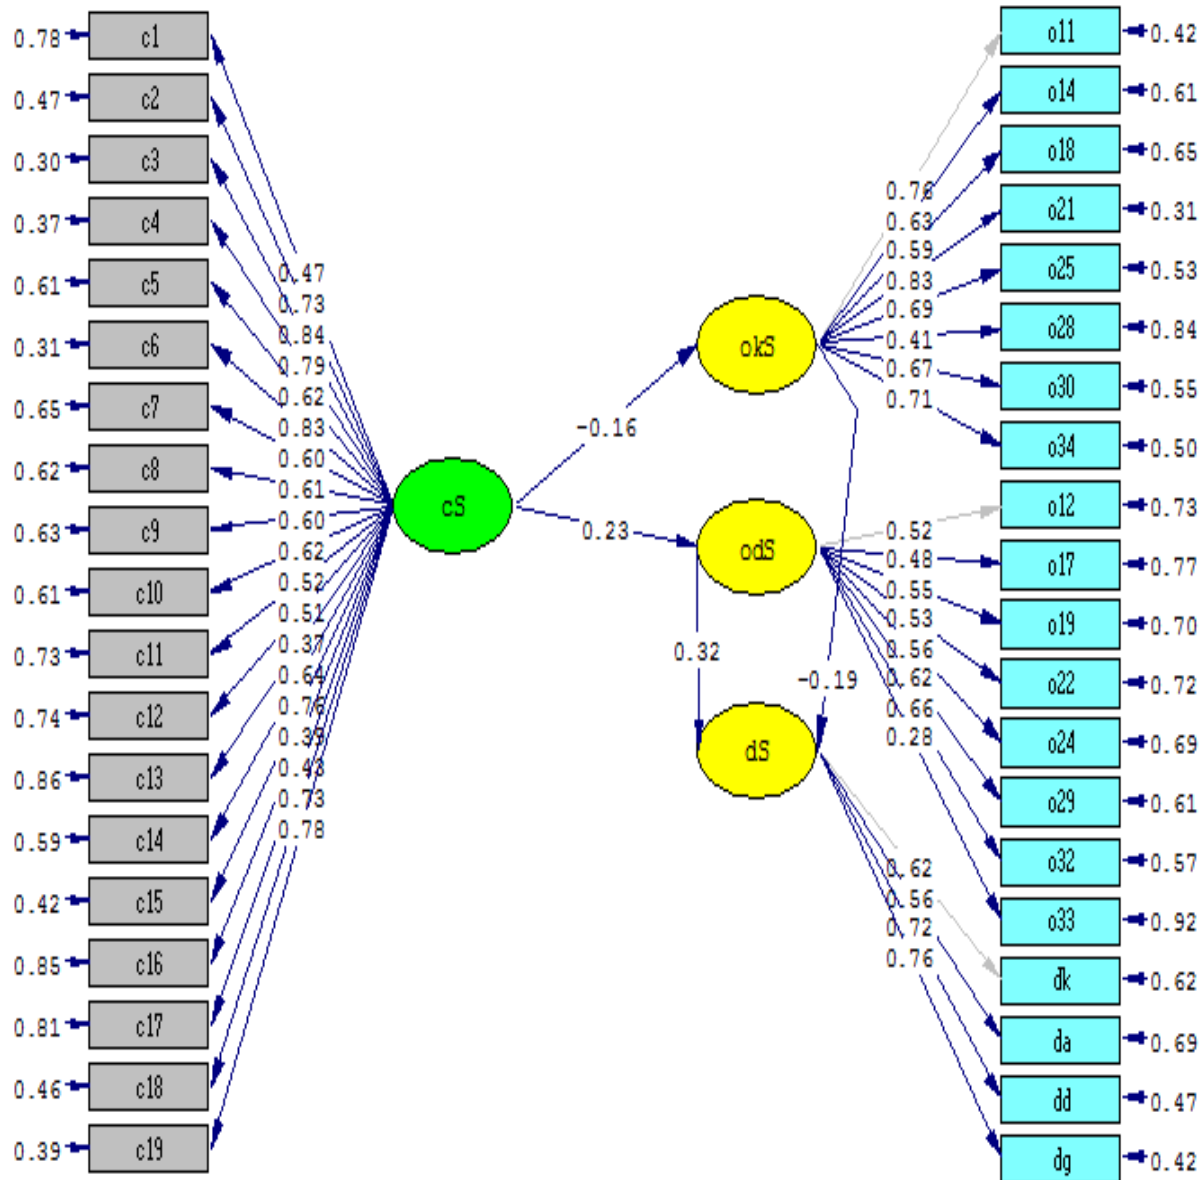 0.78 c1
0.47 c2
0.30 c3
0.37 c4
0.61 c5
0.31 c6
0.65 c7
0.62 c8
0.63 c9
0.61 c10
0.73 c11
0.74 c12
0.86 c13
0.59 c14
0.42 c15
0.85 c16
0.81 c17
0.46 c18
0.39 c19
0.47
0.73
0.84
0.79
0.62
0.83
0.60
0.61
0.60
0.62
0.52
0.51
0.37
0.64
0.76
0.39
0.43
0.73
0.78
cS
-0.16
0.23
okS
odS
0.32
-0.19
dS
0.76
0.63
0.59
0.83
0.69
0.41
0.67
0.71
0.52
0.48
0.55
0.53
0.56
0.62
0.66
0.28
0.62
0.56
0.72
0.76
o11 0.42
o14 0.61
o18 0.65
o21 0.31
o25 0.53
o28 0.84
o30 0.55
o34 0.50
o12 0.73
o17 0.77
o19 0.70
o22 0.72
o24 0.69
o29 0.61
o32 0.57
o33 0.92
dk 0.62
da 0.69
dd 0.47
dg 0.42